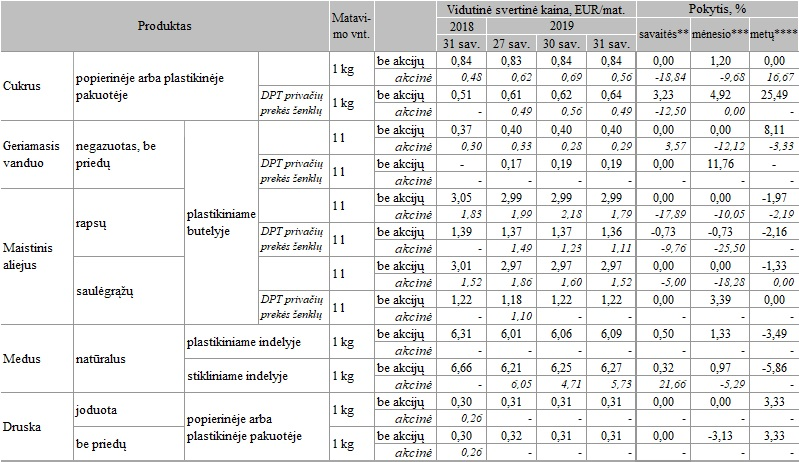 Produktas Matavi- Vidutinė svertinė kaina, EUR/mat. Pokytis, %
mo vnt. 2018 2019 savaitės** mėnesio*** metų****
31 sav. 27 sav. 30 sav. 31 sav.
Cukrus popierinėje arba plastikinėje pakuotėje 1 kg be akcijų 0,84 0,83 0,84 0,84 0,00 1,20 0,00
akcinė 0,48 0,62 0,69 0,56 -18,84 -9,68 16,67
DPT privačių prekės ženklų 1 kg be akcijų 0,51 0,61 0,62 0,64 3,23 4,92 25,49
akcinė - 0,49 0,56 0,49 -12,50 0,00 -
Geriamasis vanduo negazuotas, be priedų plastikiniame butelyje 1 l be akcijų 0,37 0,40 0,40 0,40 0,00 0,00 8,11
akcinė 0,30 0,33 0,28 0,29 3,57 -12,12 -3,33
DPT privačių prekės ženklų 1 l be akcijų - 0,17 0,19 0,19 0,00 11,76 -
akcinė - - - - - - -
Maistinis aliejus rapsų 1 l be akcijų 3,05 2,99 2,99 2,99 0,00 0,00 -1,97
akcinė 1,83 1,99 2,18 1,79 -17,89 -10,05 -2,19
DPT privačių prekės ženklų 1 l be akcijų 1,39 1,37 1,37 1,36 -0,73 -0,73 -2,16
akcinė - 1,49 1,23 1,11 -9,76 -25,50 -
saulėgrąžų 1 l be akcijų 3,01 2,97 2,97 2,97 0,00 0,00 -1,33
akcinė 1,52 1,86 1,60 1,52 -5,00 -18,28 0,00
DPT privačių prekės ženklų 1 l be akcijų 1,22 1,18 1,22 1,22 0,00 3,39 0,00
akcinė - 1,10 - - - - -
Medus natūralus plastikiniame indelyje 1 kg be akcijų 6,31 6,01 6,06 6,09 0,50 1,33 -3,49
akcinė - - - - - - -
stikliniame indelyje 1 kg be akcijų 6,66 6,21 6,25 6,27 0,32 0,97 -5,86
akcinė - 6,05 4,71 5,73 21,66 -5,29 -
Druska joduota popierinėje arba plastikinėje pakuotėje 1 kg be akcijų 0,30 0,31 0,31 0,31 0,00 0,00 3,33
akcinė 0,26 - - - - - -
be priedų 1 kg be akcijų 0,30 0,32 0,31 0,31 0,00 -3,13 3,33
akcinė 0,26 - - - - - -